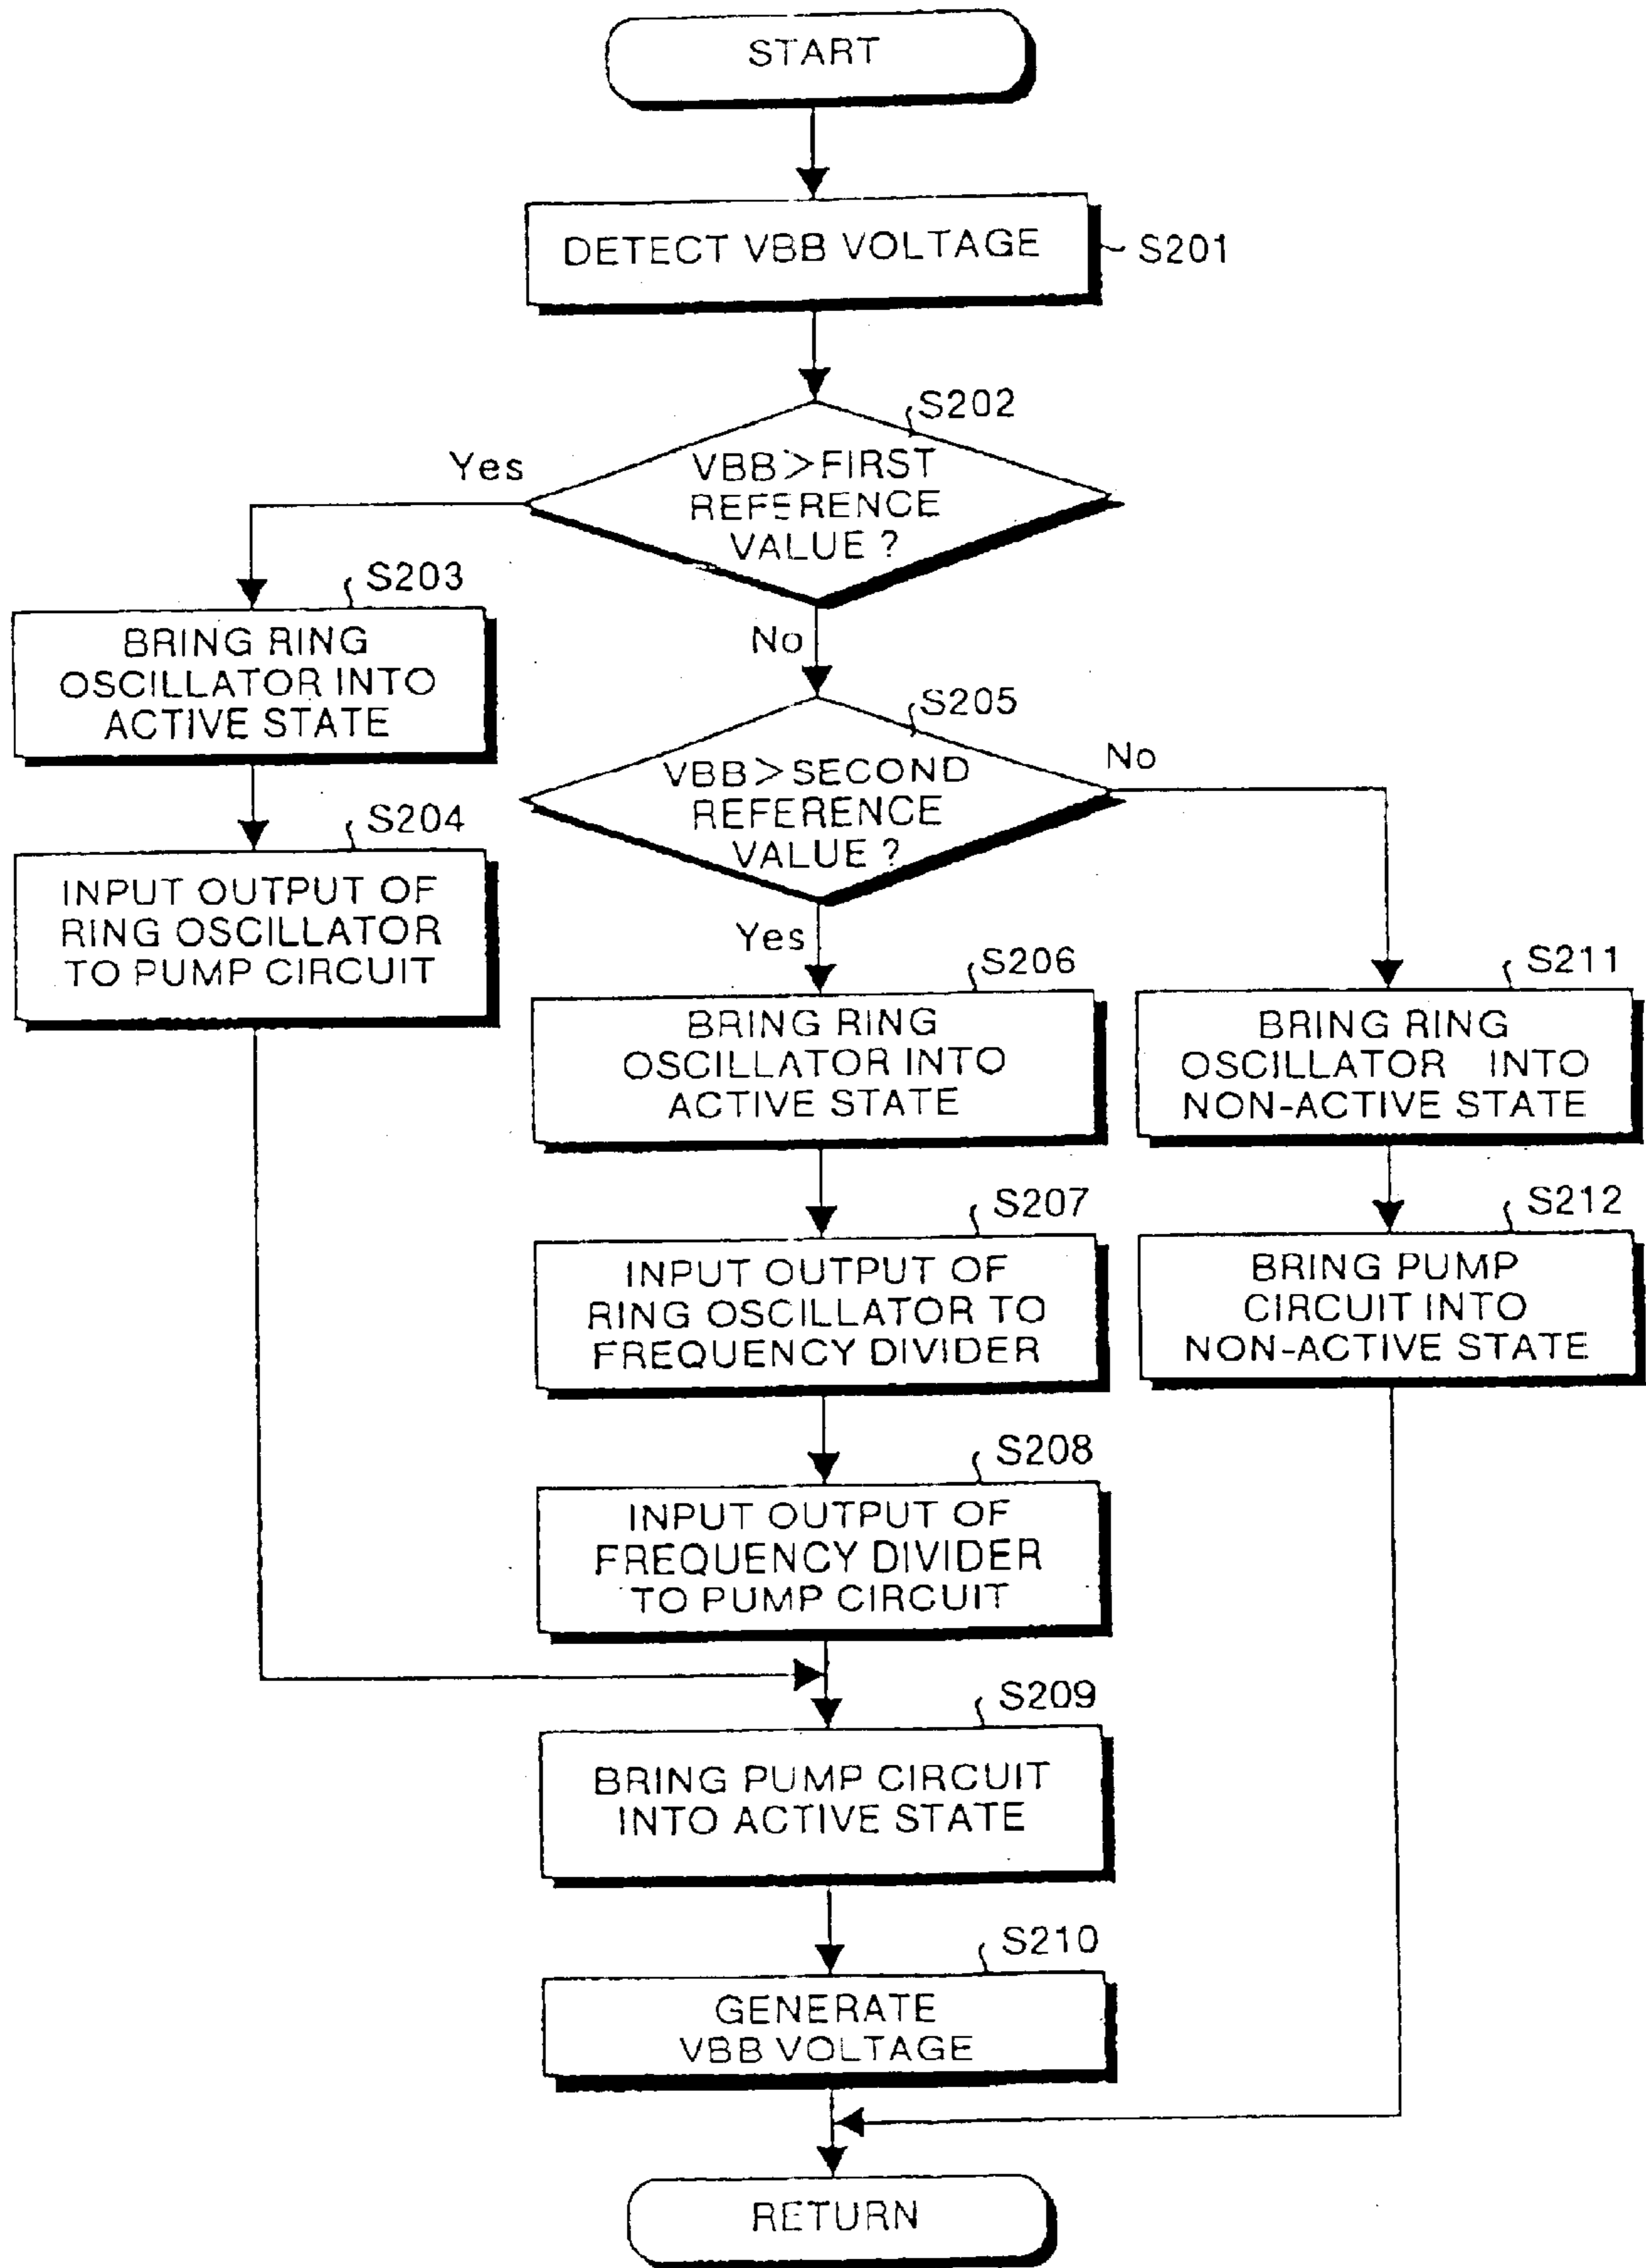 START
DETECT VBB VOLTAGE
S201
S202
VBB>FIRST
REFERENCE
VALUE?
Yes
No
S203
BRING RING
OSCILLATOR INTO
ACTIVE STATE
S204
INPUT OUTPUT OF
RING OSCILLATOR
TO PUMP CIRCUIT
S205
VBB>SECOND
REFERENCE
VALUE?
No
Yes
S206
BRING RING
OSCILLATOR INTO
ACTIVE STATE
S211
BRING RING
OSCILLATOR INTO
NON-ACTIVE STATE
S207
INPUT OUTPUT OF
RING OSCILLATOR TO
FREQUENCY DIVIDER
S212
BRING PUMP
CIRCUIT INTO
NON-ACTIVE STATE
S208
INPUT OUTPUT OF
FREQUENCY DIVIDER
TO PUMP CIRCUIT
S209
BRING PUMP CIRCUIT
INTO ACTIVE STATE
S210
GENERATE
VBB VOLTAGE
RETURN